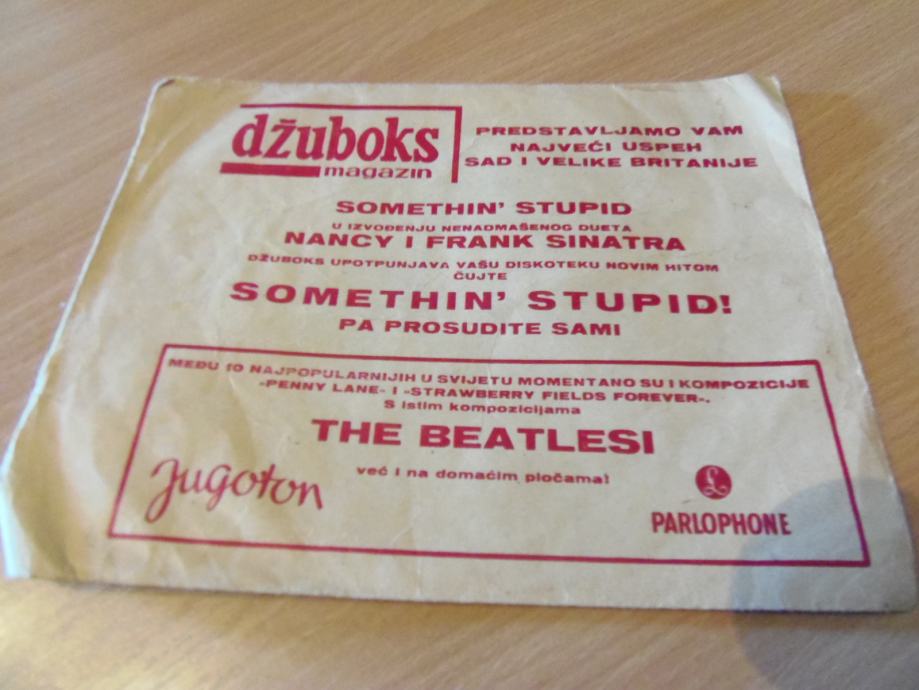 džuboks
magazin
PREDSTAVLJAMO VAM
NAJVEĆI USPEH
SAD I VELIKE BRITANIJE
SOMETHIN' STUPID
U IZVOĐENJU NENADMAŠENOG DUETA
NANCY I FRANK SINATRA
DŽUBOKS UPOTPUNJAVA VAŠU DISKOTEKU NOVIM HITOM
ČUJTE
SOMETHIN' STUPID!
PA PROSUDITE SAMI
MEĐU 10 NAJPOPULARNIJIH U SVIJETU MOMENTANO SU I KOMPOZICIJE
»PENNY LANE« I »STRAWBERRY FIELDS FOREVER«.
S istim kompozicijama
THE BEATLESI
već i na domaćim pločama!
Jugoton
£
PARLOPHONE